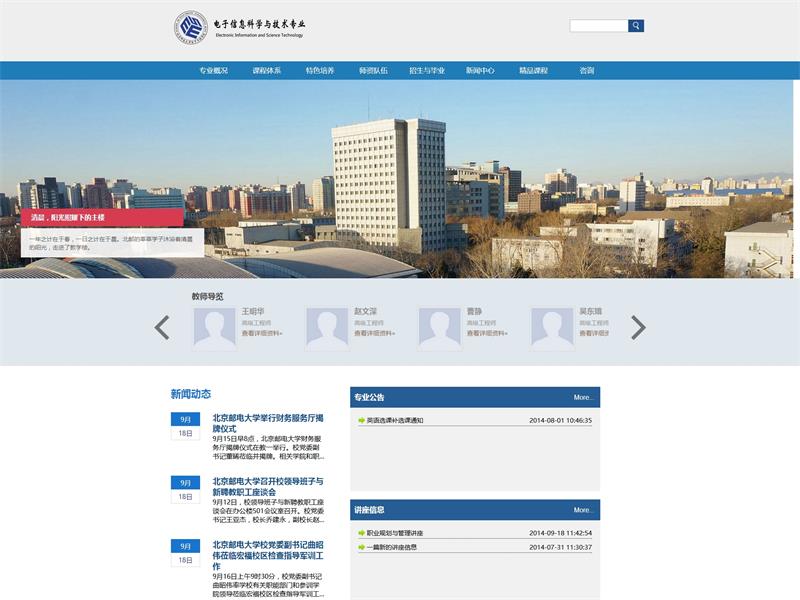 电子信息科学与技术专业
Electronic Information and Science Technology
专业概况 课程体系 特色培养 师资队伍 招生与毕业 新闻中心 精品课程 咨询
清晨，阳光照耀下的主楼
一年之计在于春，一日之计在于晨。北邮的莘莘学子沐浴着清晨
的阳光，走进了教学楼。
教师导览
王明华
高级工程师
查看详细资料»
赵文深
高级工程师
查看详细资料»
曹静
高级工程师
查看详细资料»
吴东娥
高级工程师
查看详细资
新闻动态
9月
18日
北京邮电大学举行财务服务厅揭
牌仪式
9月15日早8点，北京邮电大学财务服
务厅揭牌仪式在教一举行。校党委副
书记董晞莅临并揭牌。相关学院和职...
9月
18日
北京邮电大学召开校领导班子与
新聘教职工座谈会
9月12日，校领导班子与新聘教职工座
谈会在办公楼501会议室召开。校党委
书记王亚杰，校长乔建永，副校长赵...
9月
18日
北京邮电大学校党委副书记曲昭
伟莅临宏福校区检查指导军训工
作
9月16日上午9时30分，校党委副书记
曲昭伟率学校有关职能部门和参训学
院领导莅临宏福校区检查指导军训工...
专业公告 More...
英语选课补选课通知 2014-08-01 10:46:35
讲座信息 More...
职业规划与管理讲座 2014-09-18 11:42:54
一篇新的讲座信息 2014-07-31 11:30:37